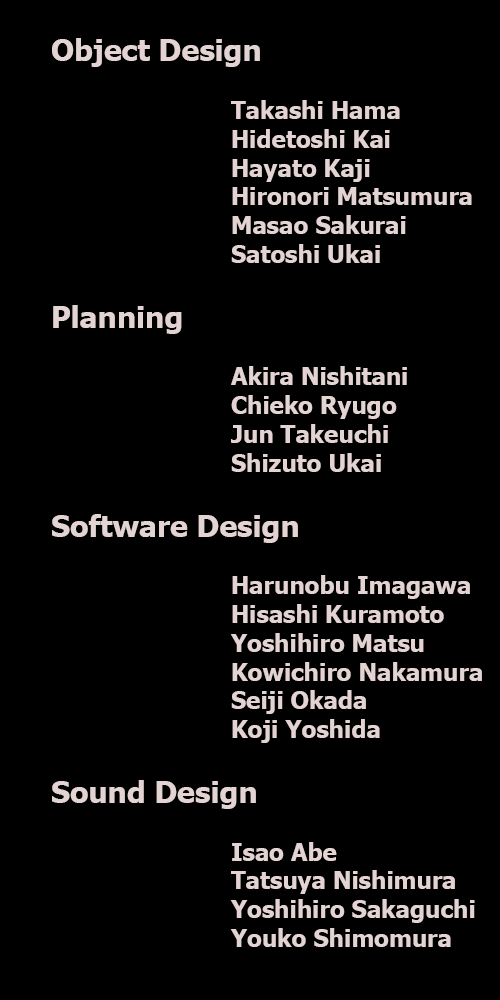 Object Design
Takashi Hama
Hidetoshi Kai
Hayato Kaji
Hironori Matsumura
Masao Sakurai
Satoshi Ukai
Planning
Akira Nishitani
Chieko Ryugo
Jun Takeuchi
Shizuto Ukai
Software Design
Harunobu Imagawa
Hisashi Kuramoto
Yoshihiro Matsu
Kowichiro Nakamura
Seiji Okada
Koji Yoshida
Sound Design
Isao Abe
Tatsuya Nishimura
Yoshihiro Sakaguchi
Youko Shimomura